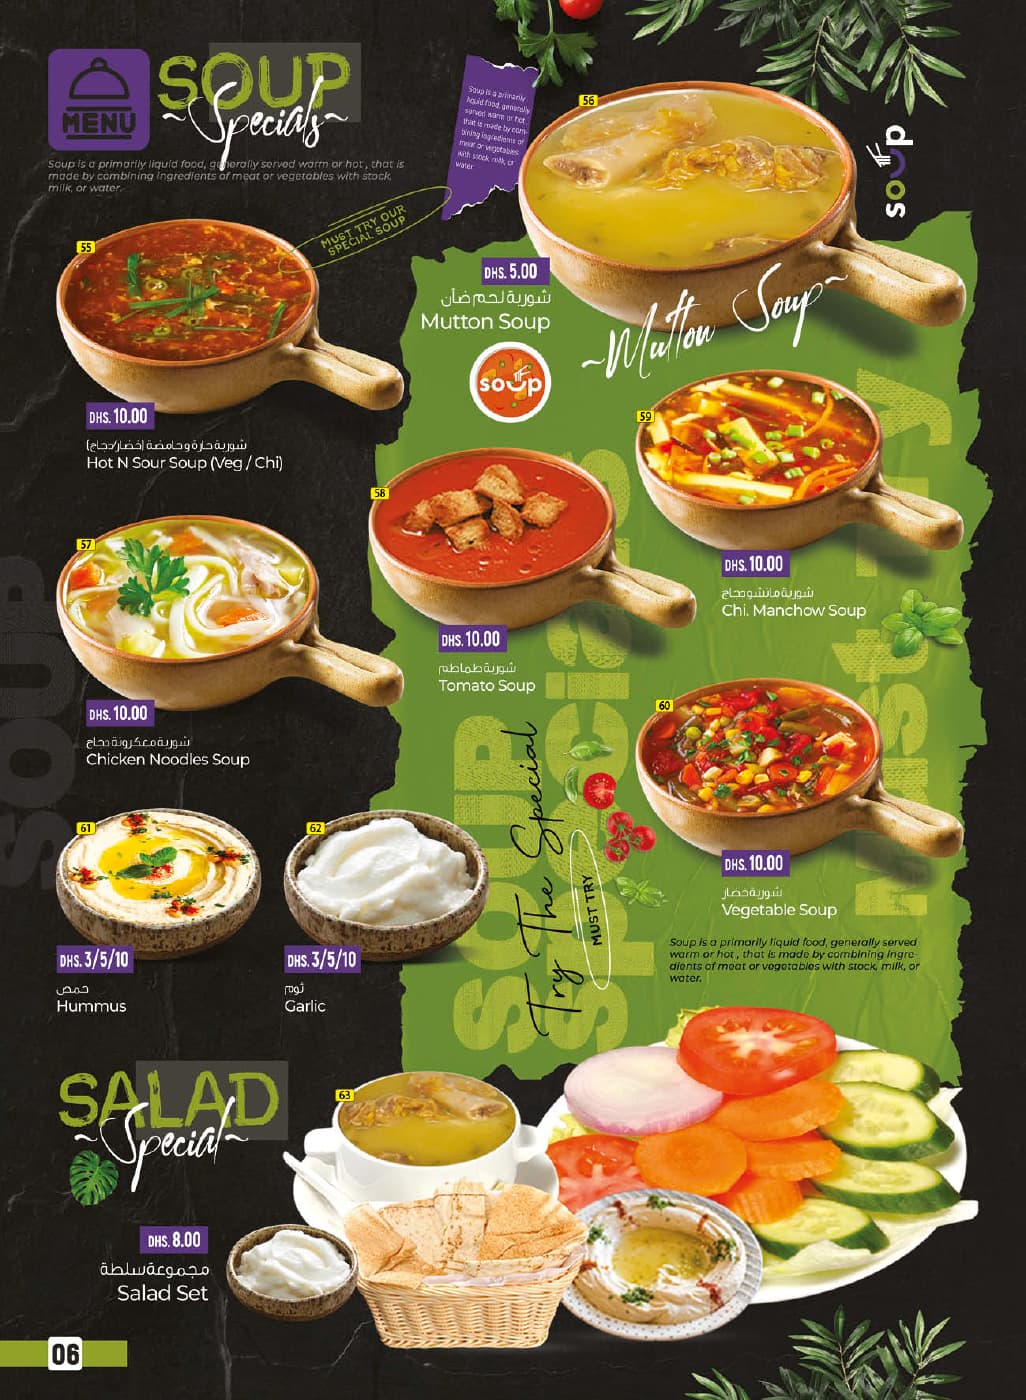 MENU
SOUP
~Specials~
Soup is a primarily liquid food, generally served warm or hot , that is
made by combining ingredients of meat or vegetables with stock,
milk, or water.
Soup is a primarily
liquid food, generally
served warm or hot
that is made by com-
bining ingredients of
meat or vegetables
with stock, milk, or
water
MUST TRY OUR
SPECIAL SOUP
56
soup
DHS. 5.00
شوربة لحم ضأن
Mutton Soup
~Mutton Soup~
soup
55
DHS. 10.00
شوربة حارة و حامضة (خضار/دجاج)
Hot N Sour Soup (Veg / Chi)
59
DHS. 10.00
شوربة مانشو دجاج
Chi. Manchow Soup
58
DHS. 10.00
شوربة طماطم
Tomato Soup
57
DHS. 10.00
شوربة معكرونة دجاج
Chicken Noodles Soup
60
DHS. 10.00
شوربة خضار
Vegetable Soup
SOUP
SOUP
Specials
Must Try
Try The Special
MUST TRY
Soup is a primarily liquid food, generally served
warm or hot , that is made by combining ingre-
dients of meat or vegetables with stock, milk, or
water.
61
DHS. 3/5/10
حمص
Hummus
62
DHS. 3/5/10
ثوم
Garlic
SALAD
~Special~
63
DHS. 8.00
مجموعة سلطة
Salad Set
06